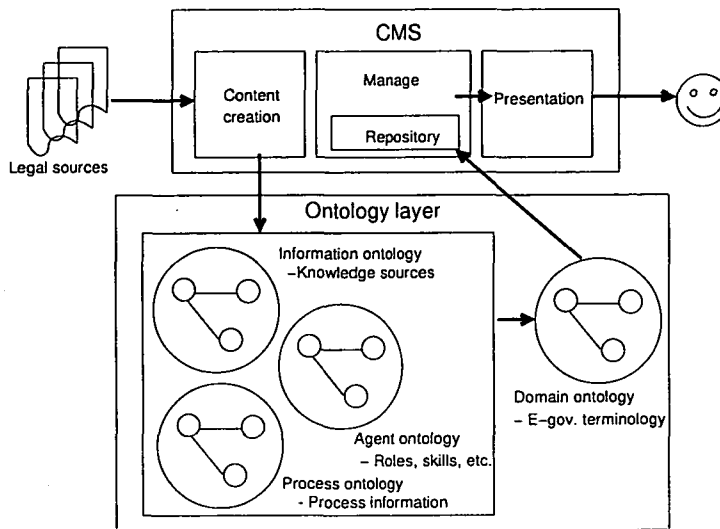 CMS
Content
creation
Manage
Repository
Presentation
Legal sources
Ontology layer
Information ontology
-Knowledge sources
Agent ontology
- Roles, skills, etc.
Process ontology
- Process information
Domain ontology
- E-gov. terminology